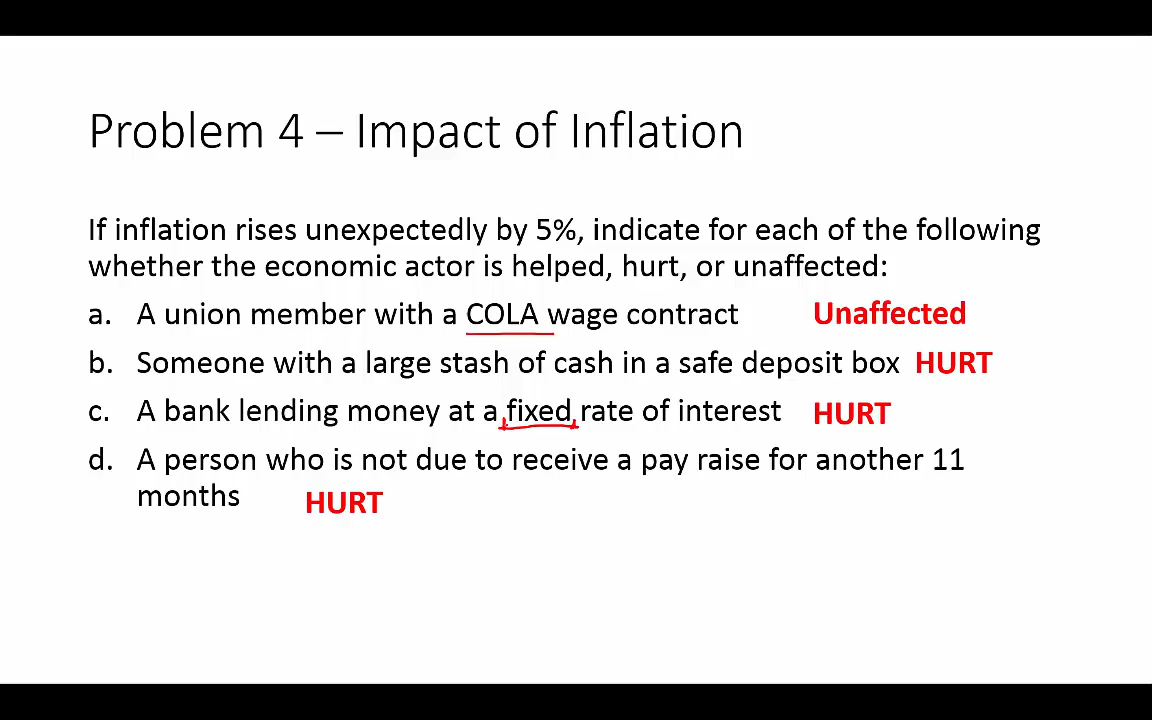 Problem 4 – Impact of Inflation
If inflation rises unexpectedly by 5%, indicate for each of the following
whether the economic actor is helped, hurt, or unaffected:
a. A union member with a COLA wage contract Unaffected
b. Someone with a large stash of cash in a safe deposit box HURT
c. A bank lending money at a fixed rate of interest HURT
d. A person who is not due to receive a pay raise for another 11
months HURT